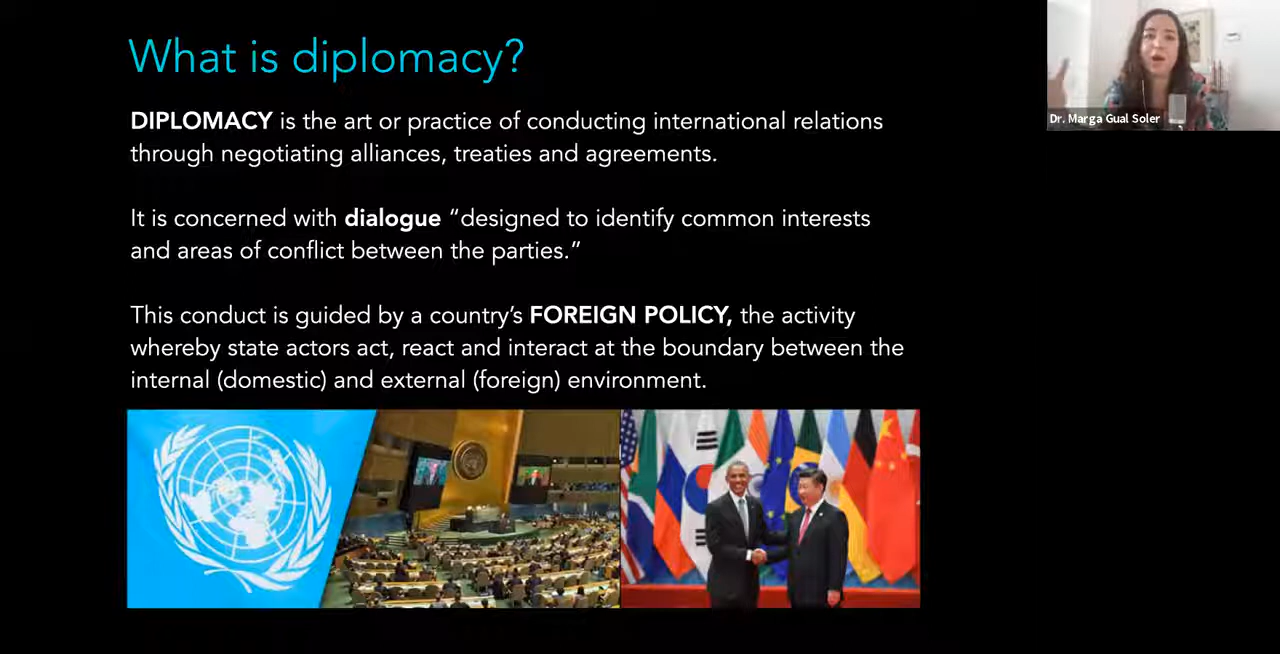 What is diplomacy?
DIPLOMACY is the art or practice of conducting international relations
through negotiating alliances, treaties and agreements.
It is concerned with dialogue “designed to identify common interests
and areas of conflict between the parties.”
This conduct is guided by a country’s FOREIGN POLICY, the activity
whereby state actors act, react and interact at the boundary between the
internal (domestic) and external (foreign) environment.
Dr. Marga Gual Soler